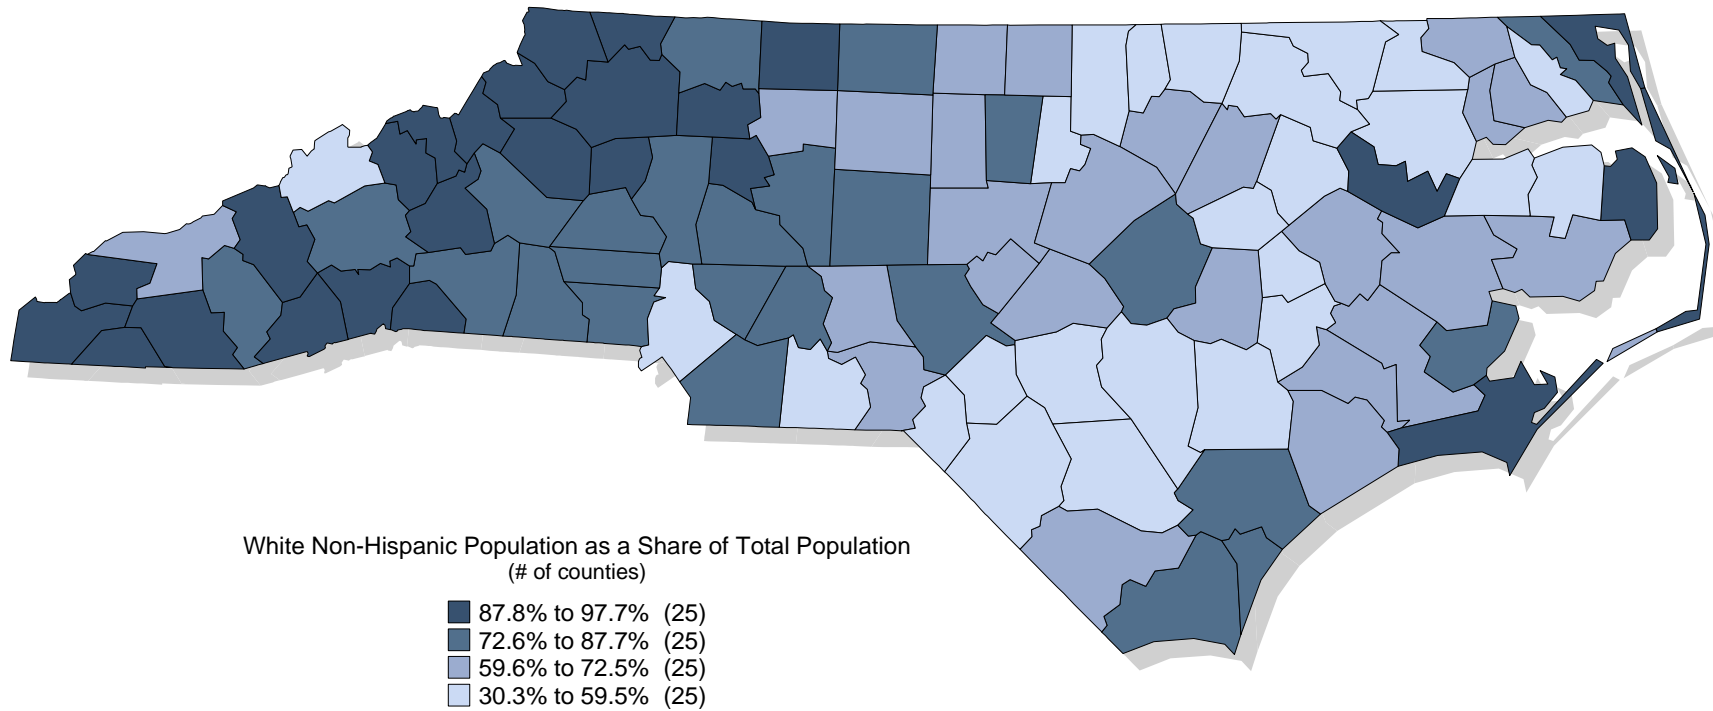 White Non-Hispanic Population as a Share of Total Population
(# of counties)
87.8% to 97.7% (25)
72.6% to 87.7% (25)
59.6% to 72.5% (25)
30.3% to 59.5% (25)